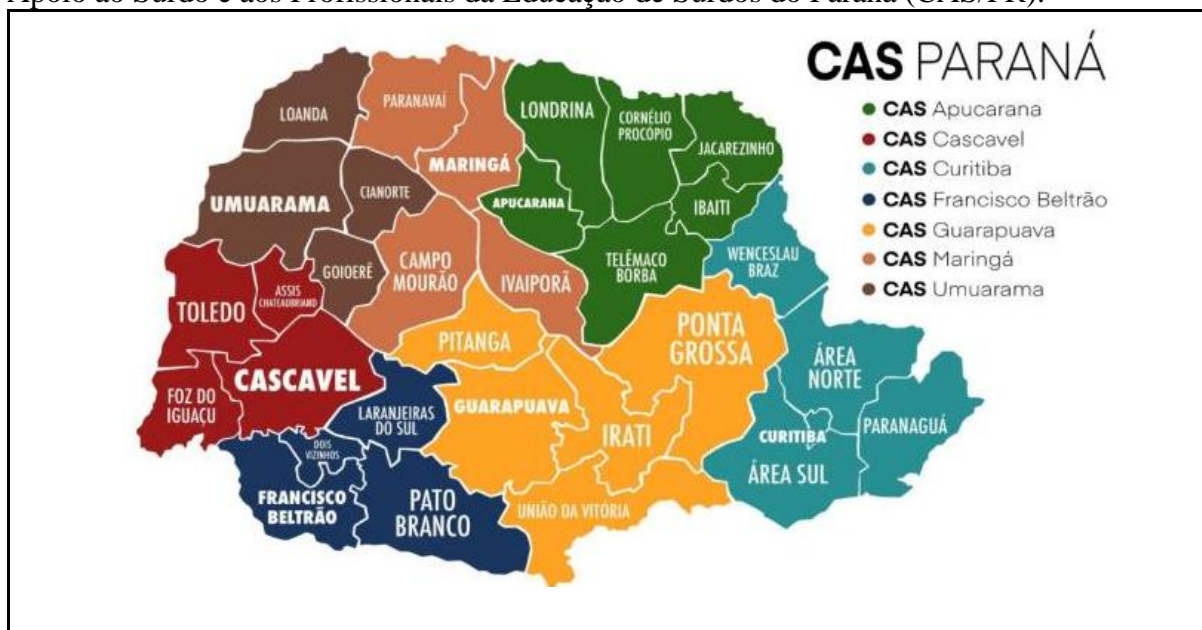 Apoio ao Surdo e aos Profissionais da Educação de Surdos do Paraná (CAS/PR).
CAS PARANÁ
CAS Apucarana
CAS Cascavel
CAS Curitiba
CAS Francisco Beltrão
CAS Guarapuava
CAS Maringá
CAS Umuarama
LOANDA
PARANAVAÍ
LONDRINA
CORNÉLIO
PROCÓPIO
JACAREZINHO
MARINGÁ
UMUARAMA
CIANORTE
APUCARANA
IBAITI
GOIOERÊ
CAMPO
MOURÃO
IVAIPORÃ
TELÊMACO
BORBA
WENCESLAU
BRAZ
TOLEDO
ASSIS
CHATEAUBRIAND
PITANGA
PONTA
GROSSA
ÁREA
NORTE
CASCAVEL
FOZ DO
IGUAÇU
LARANJEIRAS
DO SUL
GUARAPUAVA
IRATI
CURITIBA
PARANAGUÁ
DOIS
VIZINHOS
ÁREA SUL
FRANCISCO
BELTRÃO
PATO
BRANCO
UNIÃO DA VITÓRIA